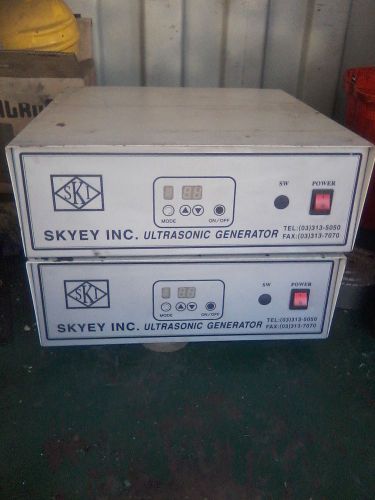 SKI
SW
POWER
MODE
ON/OFF
SKYEY INC. ULTRASONIC GENERATOR
TEL:(03)313-5050
FAX:(03)313-7070
SKI
SW
POWER
MODE
ON/OFF
SKYEY INC. ULTRASONIC GENERATOR
TEL:(03)313-5050
FAX:(03)313-7070